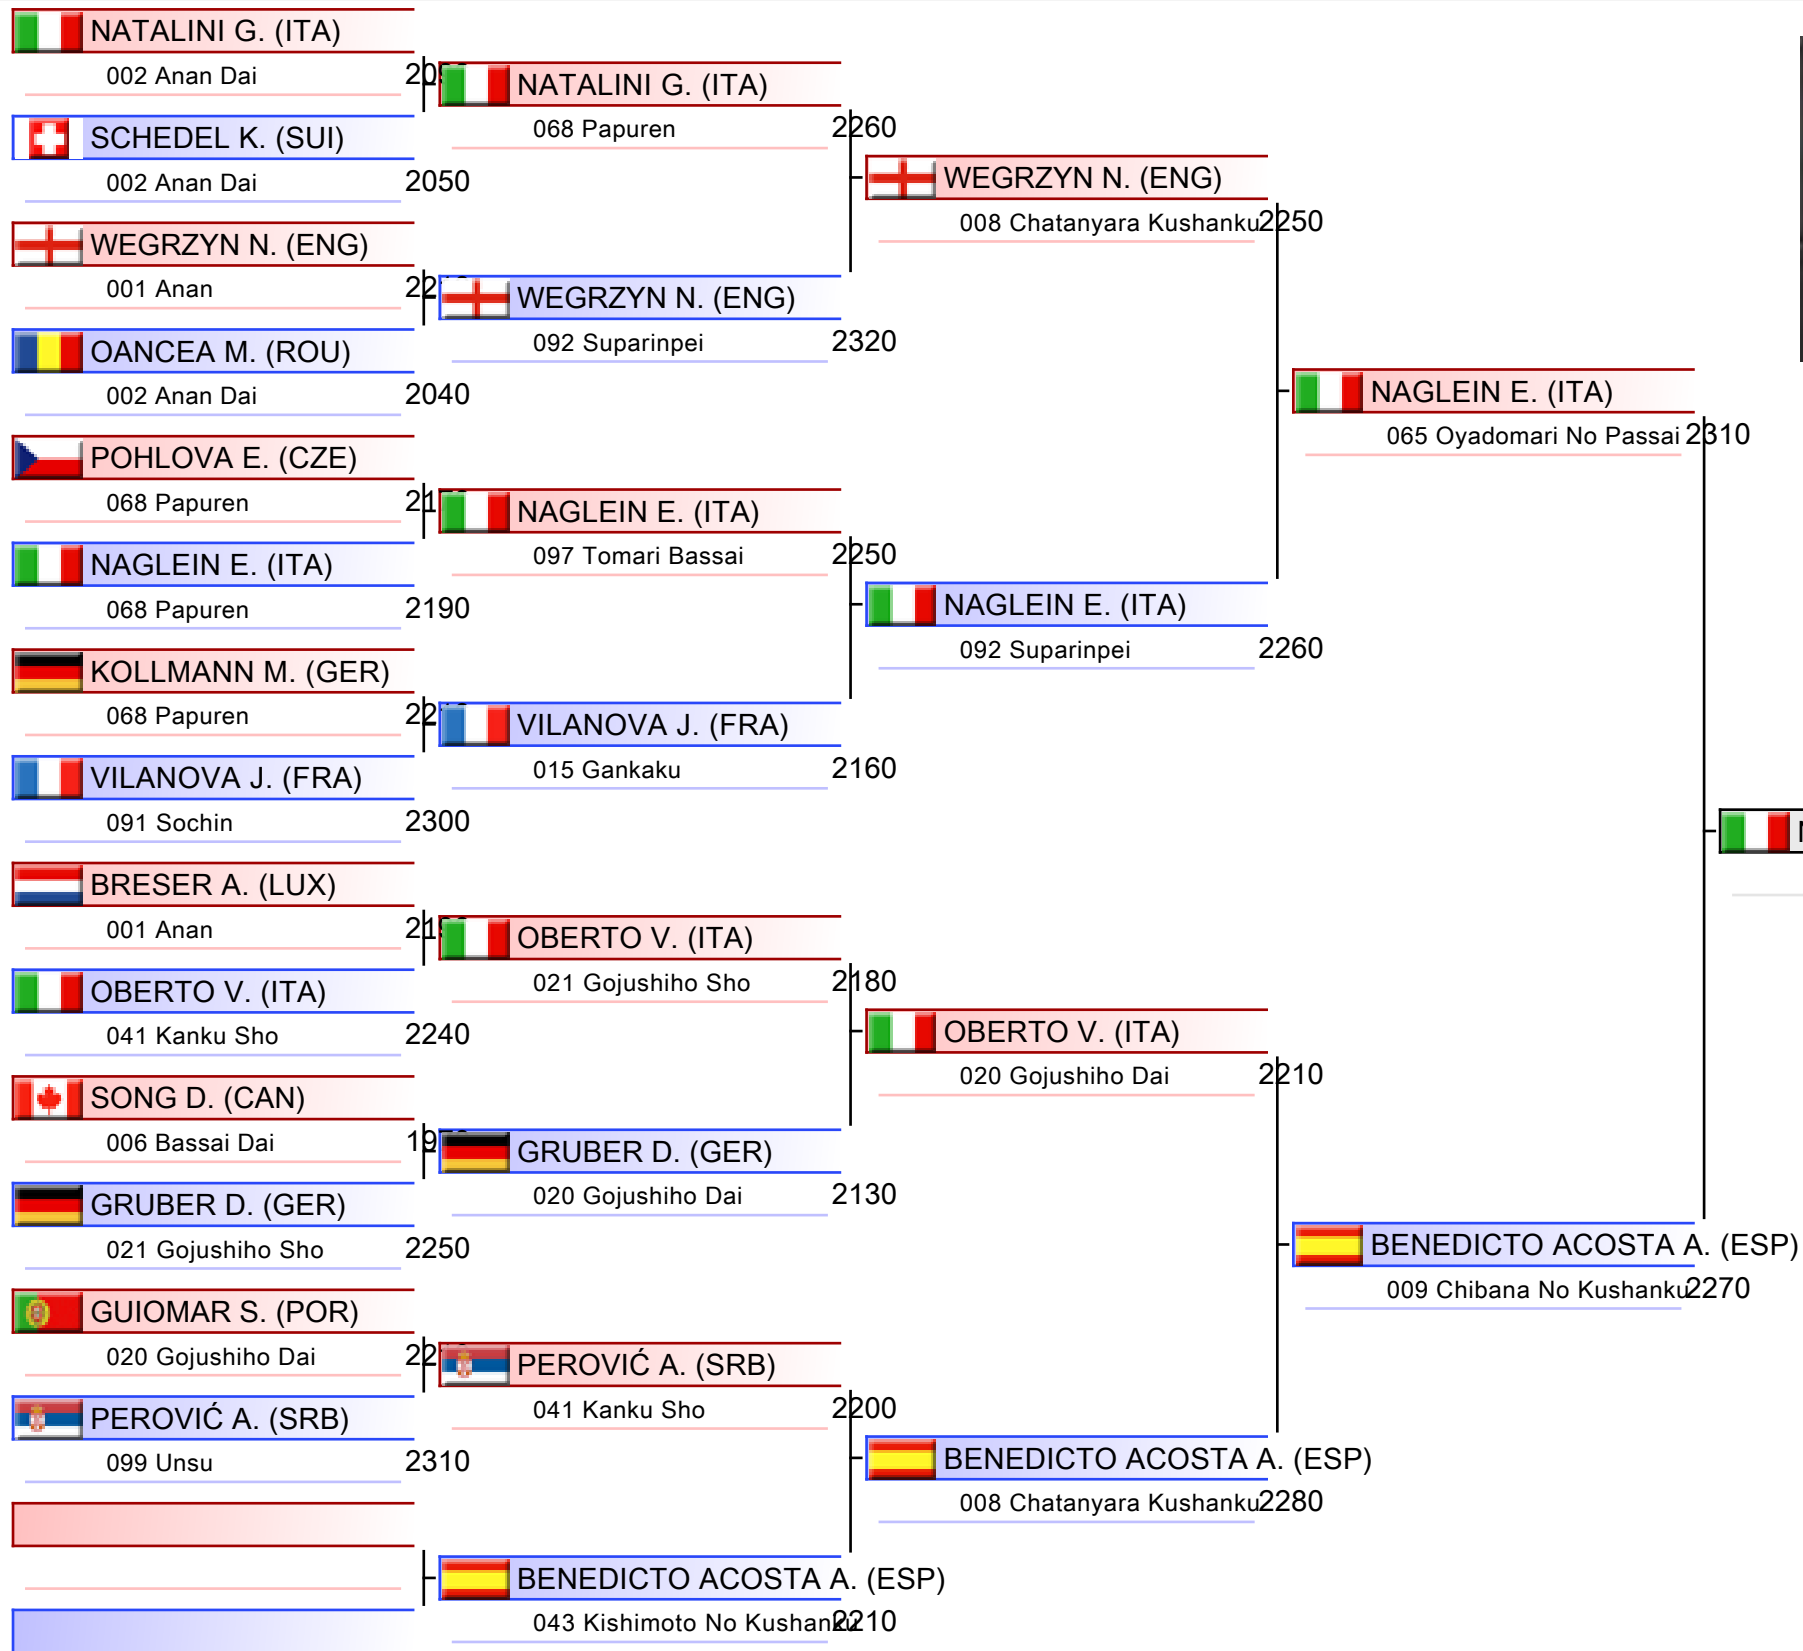 NATALINI G. (ITA)
002 Anan Dai
SCHEDEL K. (SUI)
002 Anan Dai 2050
WEGRZYN N. (ENG)
001 Anan
OANCEA M. (ROU)
002 Anan Dai 2040
POHLOVA E. (CZE)
068 Papuren
NAGLEIN E. (ITA)
068 Papuren 2190
KOLLMANN M. (GER)
068 Papuren
VILANOVA J. (FRA)
091 Sochin 2300
BRESER A. (LUX)
001 Anan
OBERTO V. (ITA)
041 Kanku Sho 2240
SONG D. (CAN)
006 Bassai Dai
GRUBER D. (GER)
021 Gojushiho Sho 2250
GUIOMAR S. (POR)
020 Gojushiho Dai
PEROVIĆ A. (SRB)
099 Unsu 2310
NATALINI G. (ITA)
068 Papuren 2260
WEGRZYN N. (ENG)
092 Suparinpei 2320
NAGLEIN E. (ITA)
097 Tomari Bassai 2250
VILANOVA J. (FRA)
015 Gankaku 2160
OBERTO V. (ITA)
021 Gojushiho Sho 2180
GRUBER D. (GER)
020 Gojushiho Dai 2130
PEROVIĆ A. (SRB)
041 Kanku Sho 2200
BENEDICTO ACOSTA A. (ESP)
043 Kishimoto No Kushanku 2210
WEGRZYN N. (ENG)
008 Chatanyara Kushanku 2250
NAGLEIN E. (ITA)
092 Suparinpei 2260
OBERTO V. (ITA)
020 Gojushiho Dai 2210
BENEDICTO ACOSTA A. (ESP)
008 Chatanyara Kushanku 2280
NAGLEIN E. (ITA)
065 Oyadomari No Passai 2310
BENEDICTO ACOSTA A. (ESP)
009 Chibana No Kushanku 2270